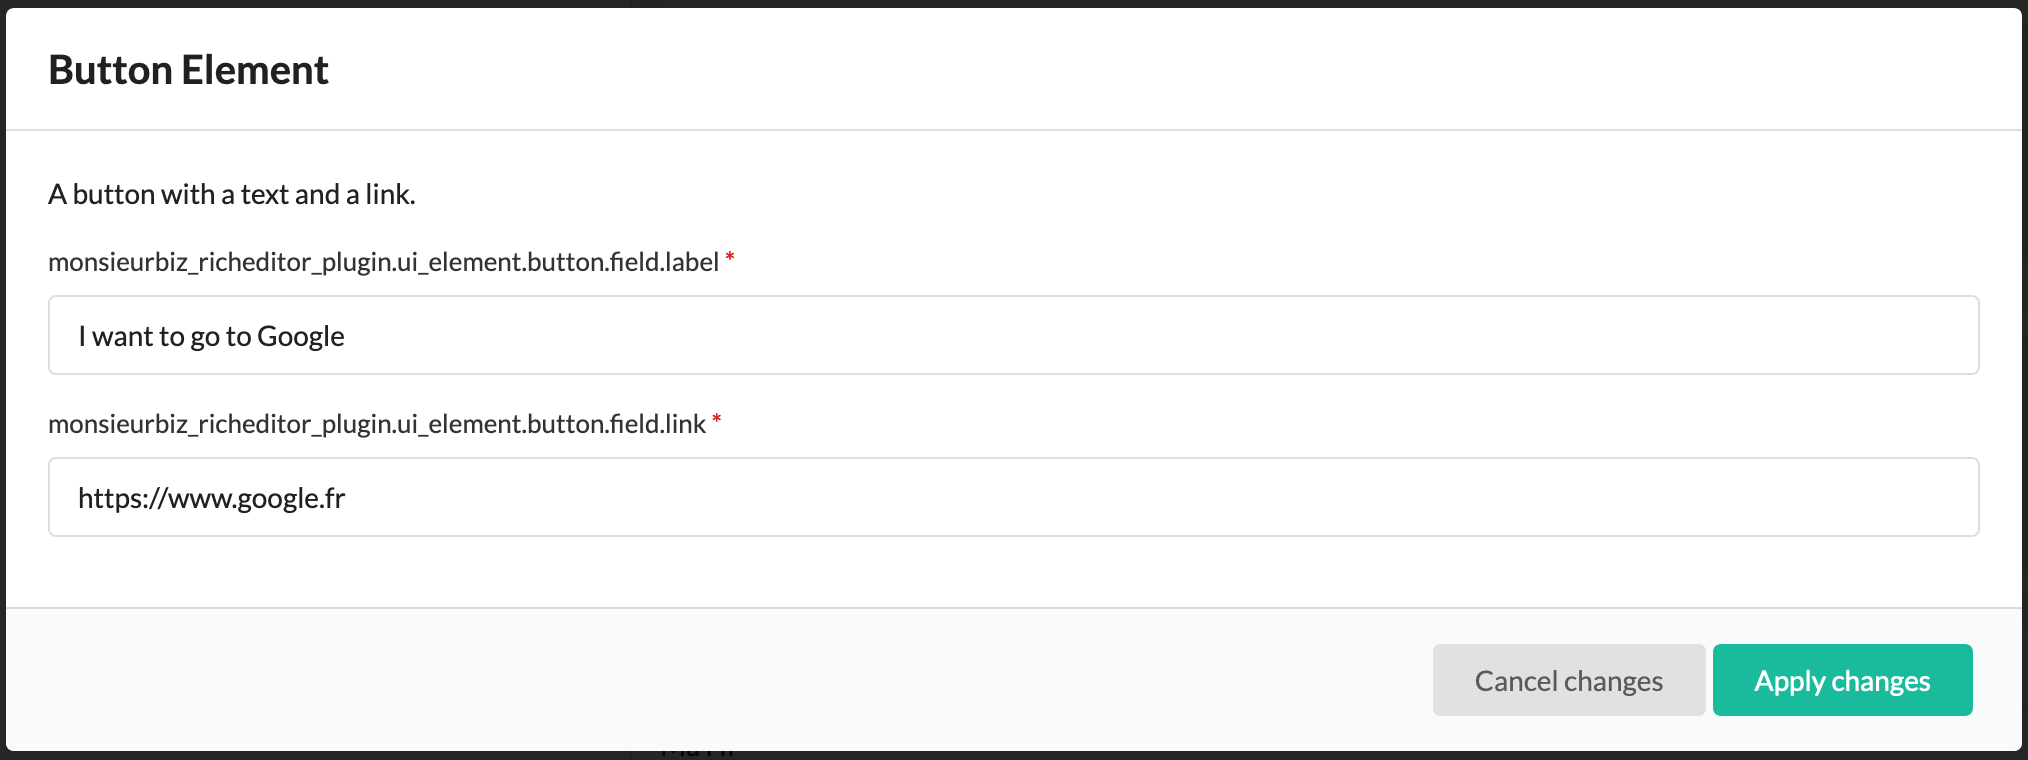 Button Element
A button with a text and a link.
monsieurbiz_richeditor_plugin.ui_element.button.field.label *
I want to go to Google
monsieurbiz_richeditor_plugin.ui_element.button.field.link *
https://www.google.fr
Cancel changes Apply changes